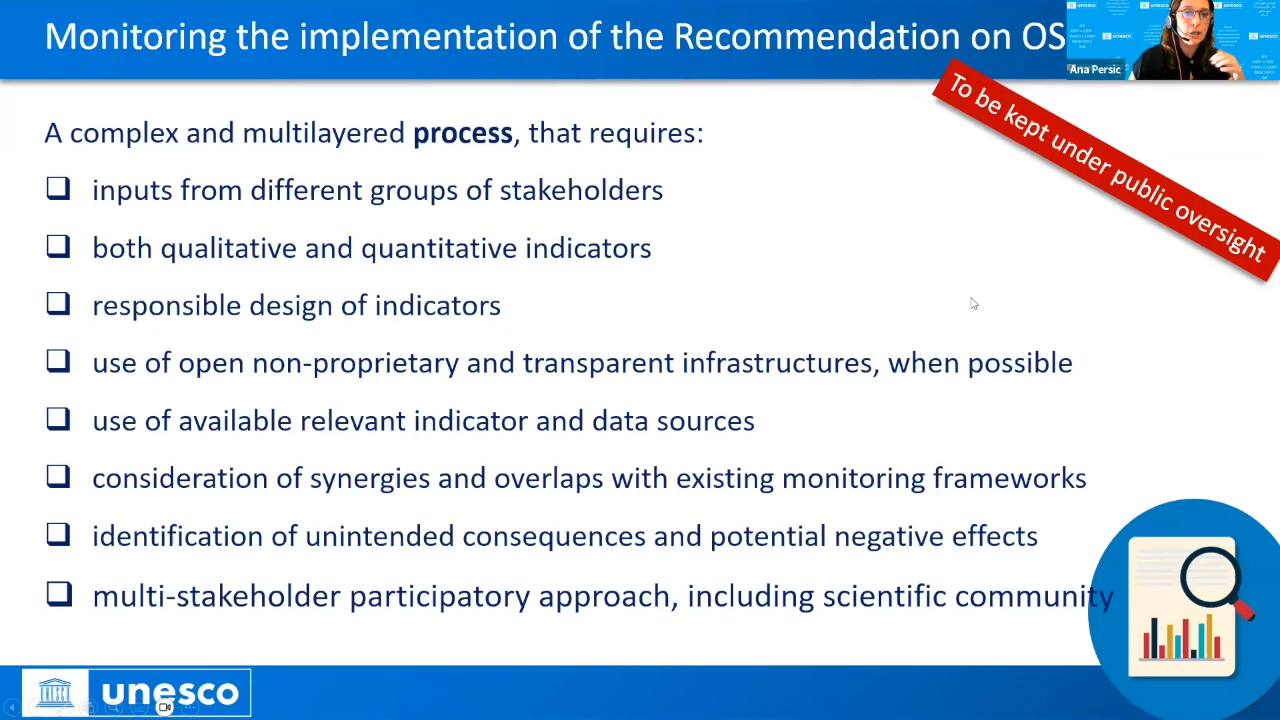 Monitoring the implementation of the Recommendation on OS
unesco
Ana Persic
To be kept under public oversight
A complex and multilayered process, that requires:
inputs from different groups of stakeholders
both qualitative and quantitative indicators
responsible design of indicators
use of open non-proprietary and transparent infrastructures, when possible
use of available relevant indicator and data sources
consideration of synergies and overlaps with existing monitoring frameworks
identification of unintended consequences and potential negative effects
multi-stakeholder participatory approach, including scientific community
unesco